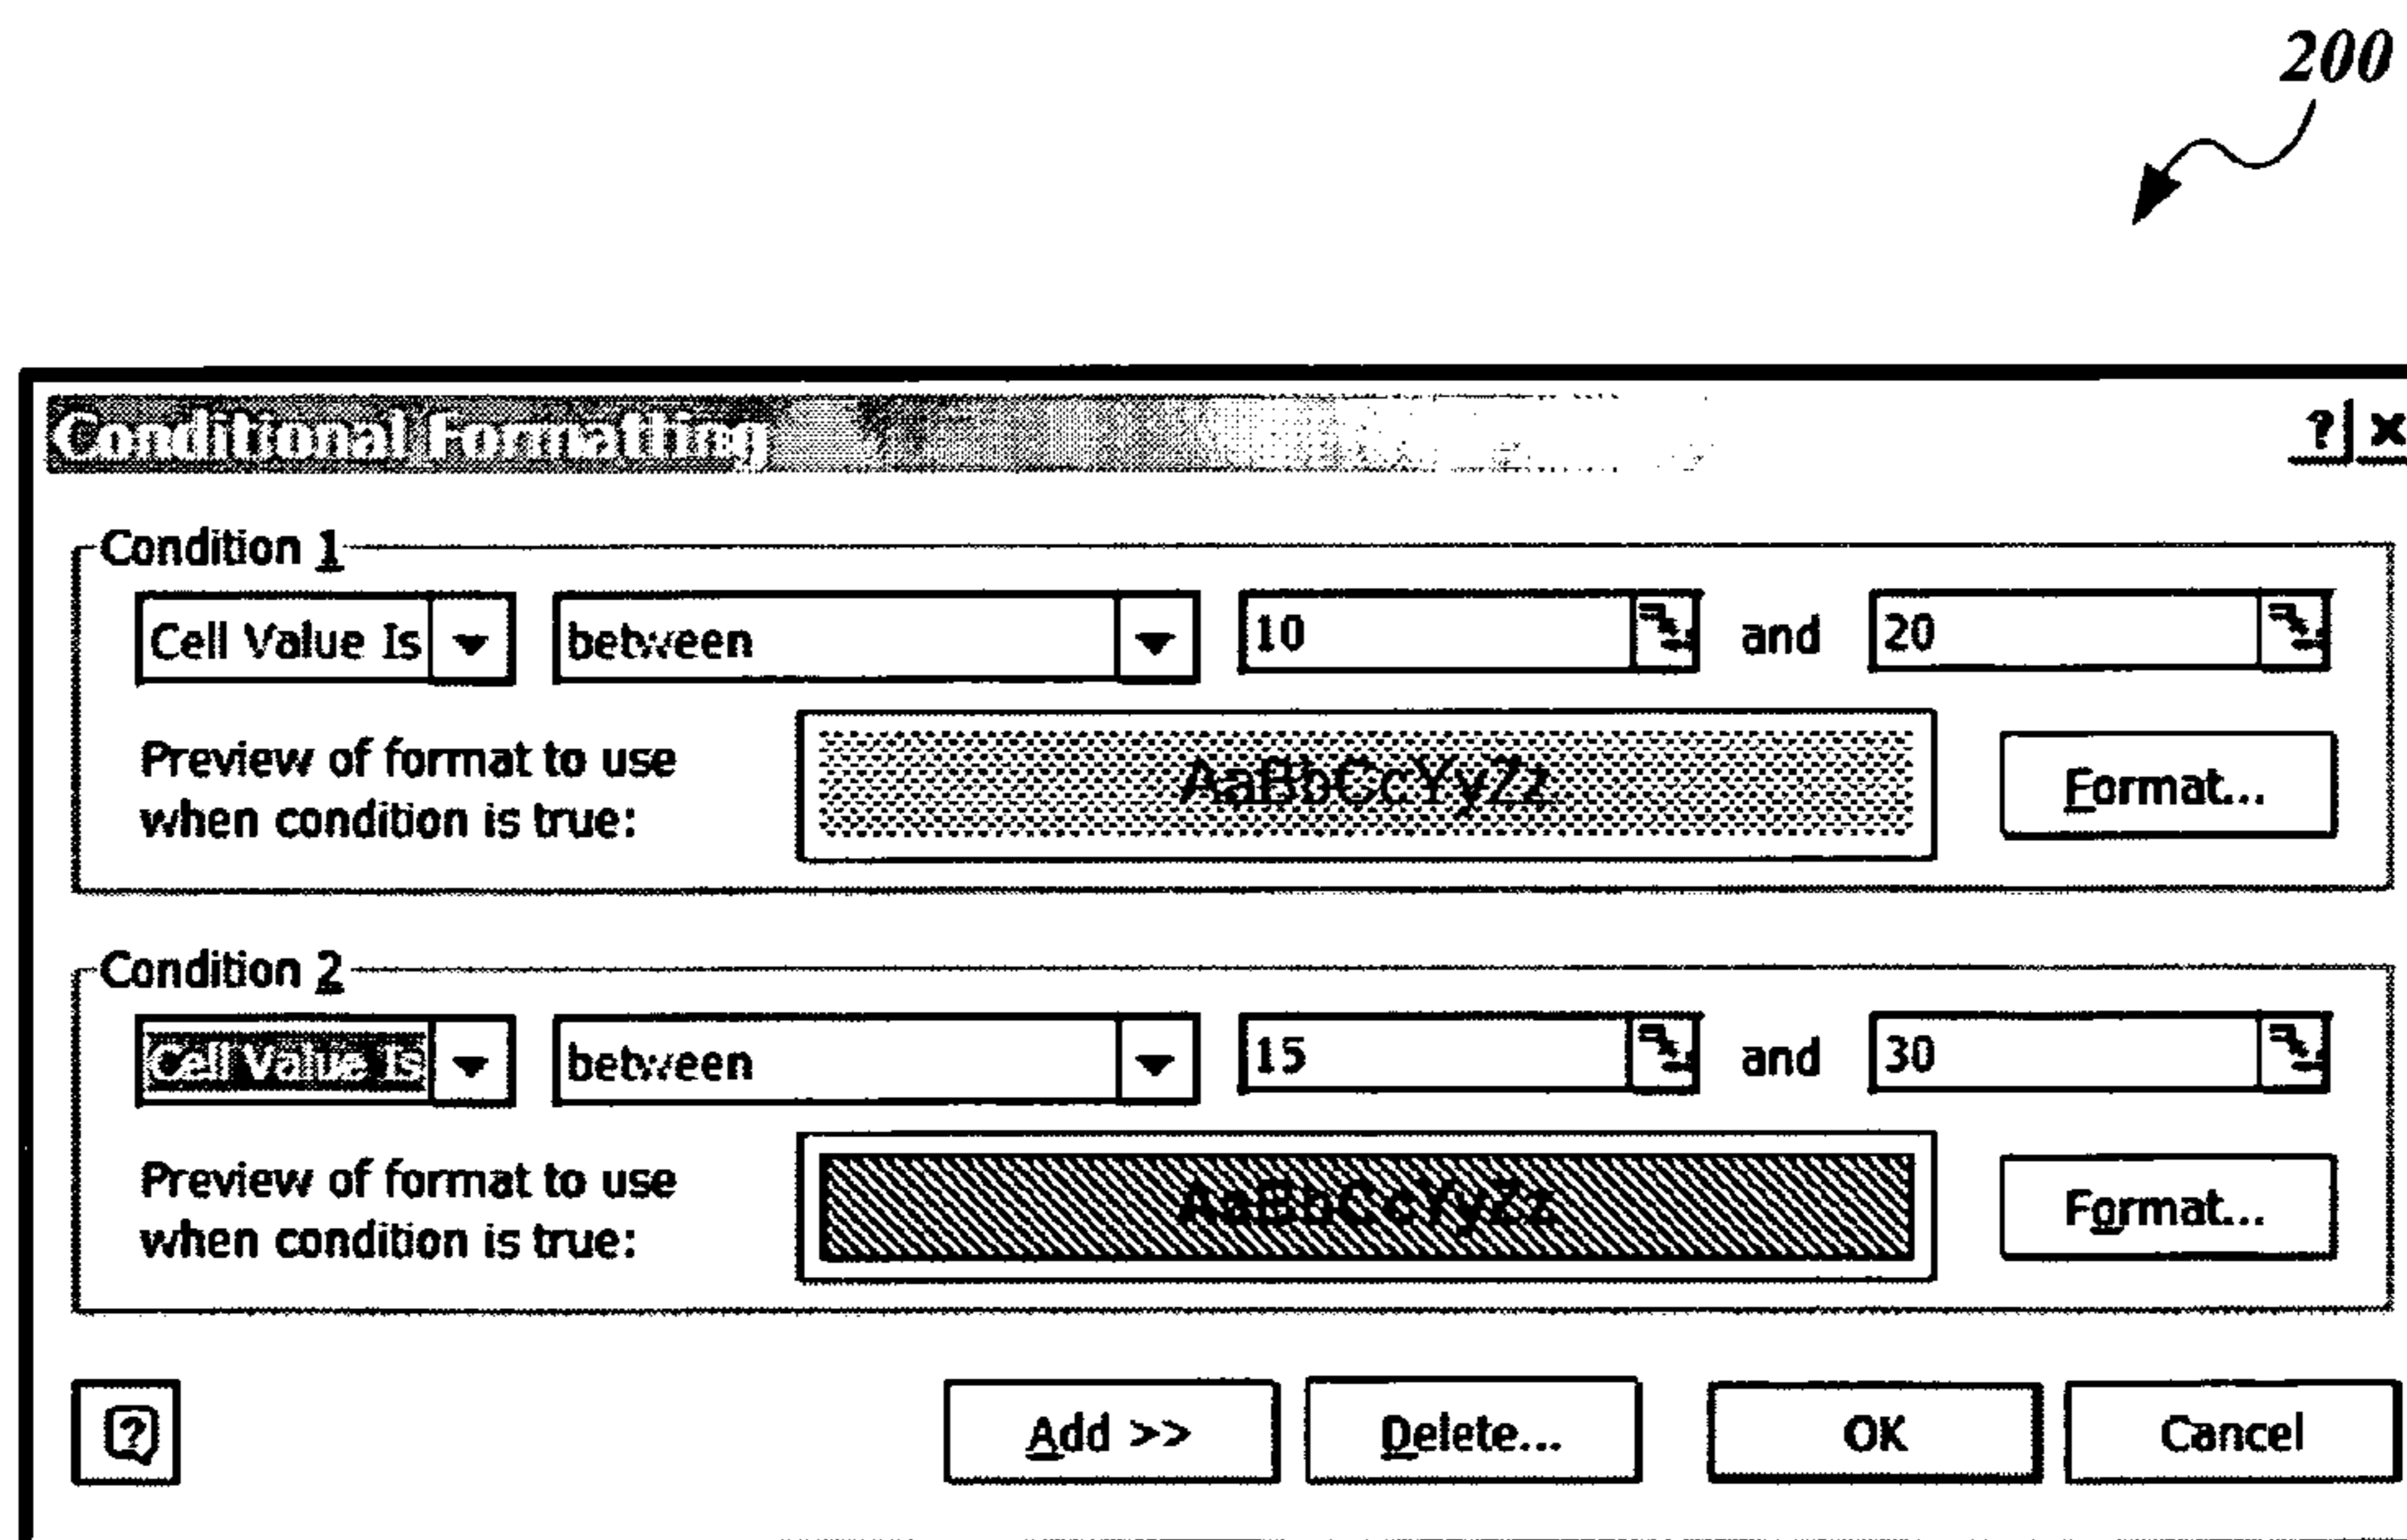 200
Conditional Formatting ? ×
Condition 1
Cell Value Is between 10 and 20
Preview of format to use
when condition is true:
AaBbCcYyZz
Format...
Condition 2
Cell Value Is between 15 and 30
Preview of format to use
when condition is true:
AaBbCcYyZz
Format...
? Add >> Delete... OK Cancel